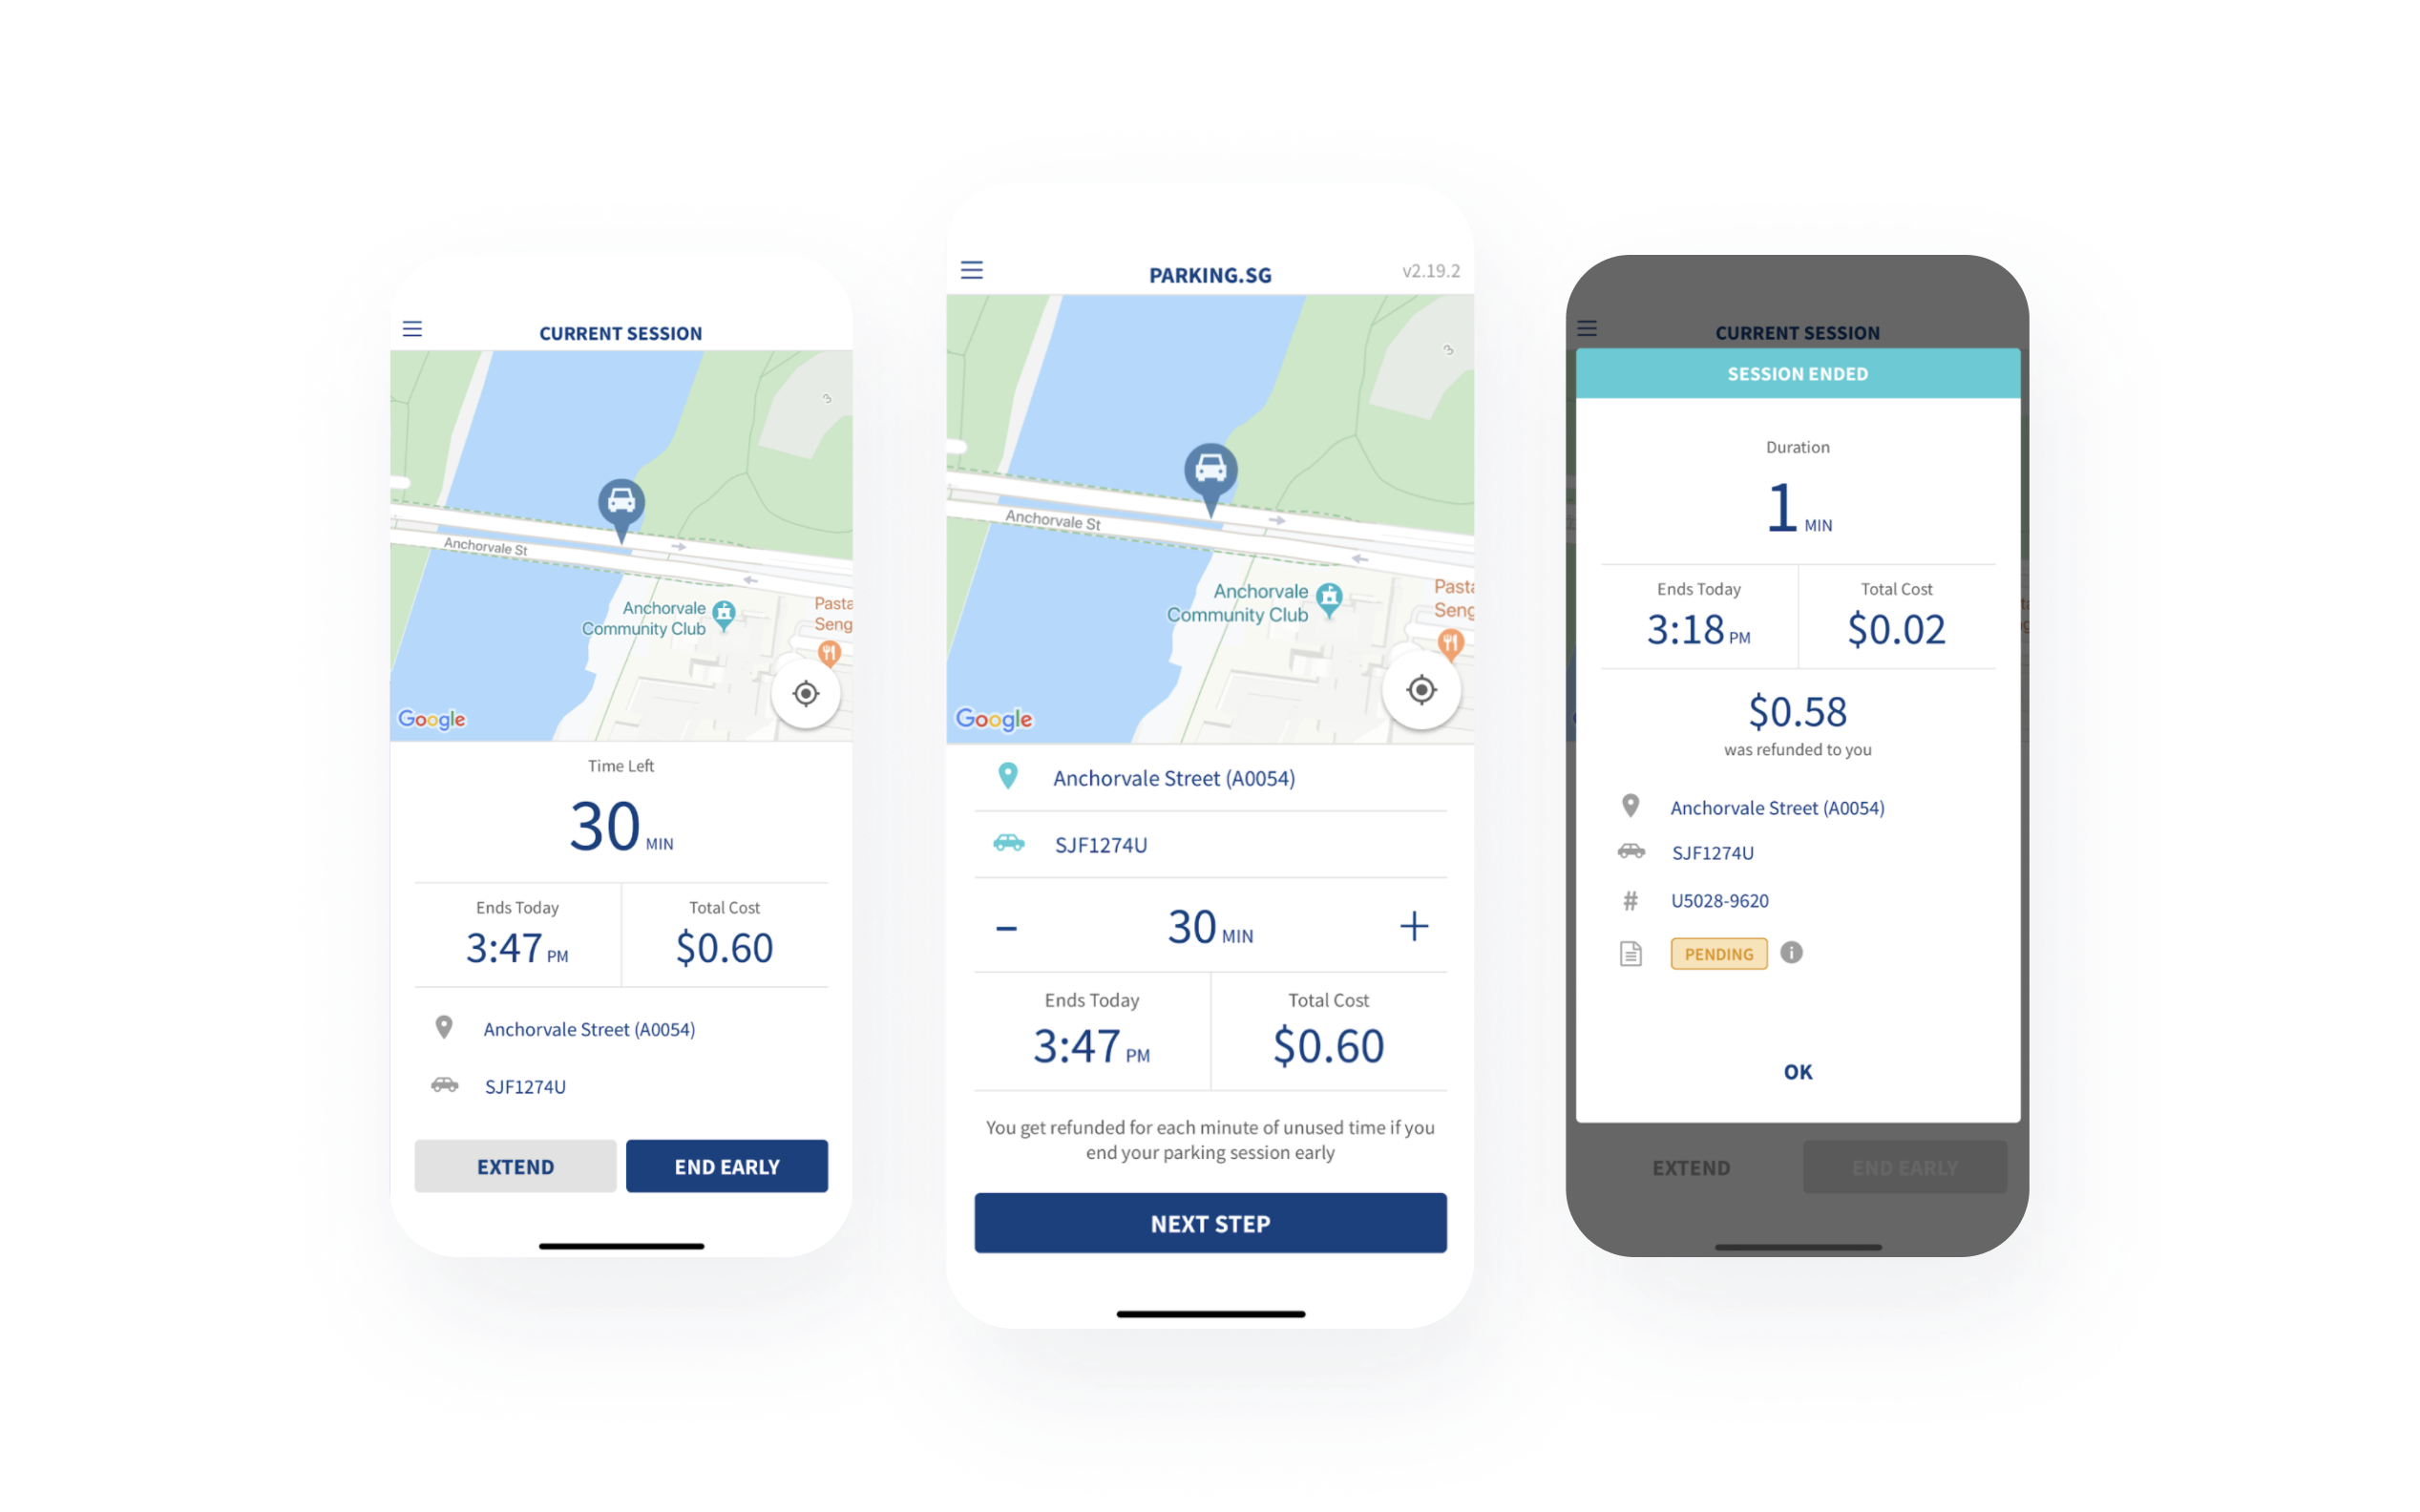 CURRENT SESSION
3
Anchorvale St
Anchorvale
Community Club
Pasta
Seng
Google
Time Left
30 MIN
Ends Today
3:47 PM
Total Cost
$0.60
Anchorvale Street (A0054)
SJF1274U
EXTEND
END EARLY
PARKING.SG
v2.19.2
3
Anchorvale St
Anchorvale
Community Club
Pasta
Seng
Google
Anchorvale Street (A0054)
SJF1274U
- 30 MIN +
Ends Today
3:47 PM
Total Cost
$0.60
You get refunded for each minute of unused time if you
end your parking session early
NEXT STEP
CURRENT SESSION
SESSION ENDED
Duration
1 MIN
Ends Today
3:18 PM
Total Cost
$0.02
$0.58
was refunded to you
Anchorvale Street (A0054)
SJF1274U
# U5028-9620
PENDING
OK
EXTEND
END EARLY